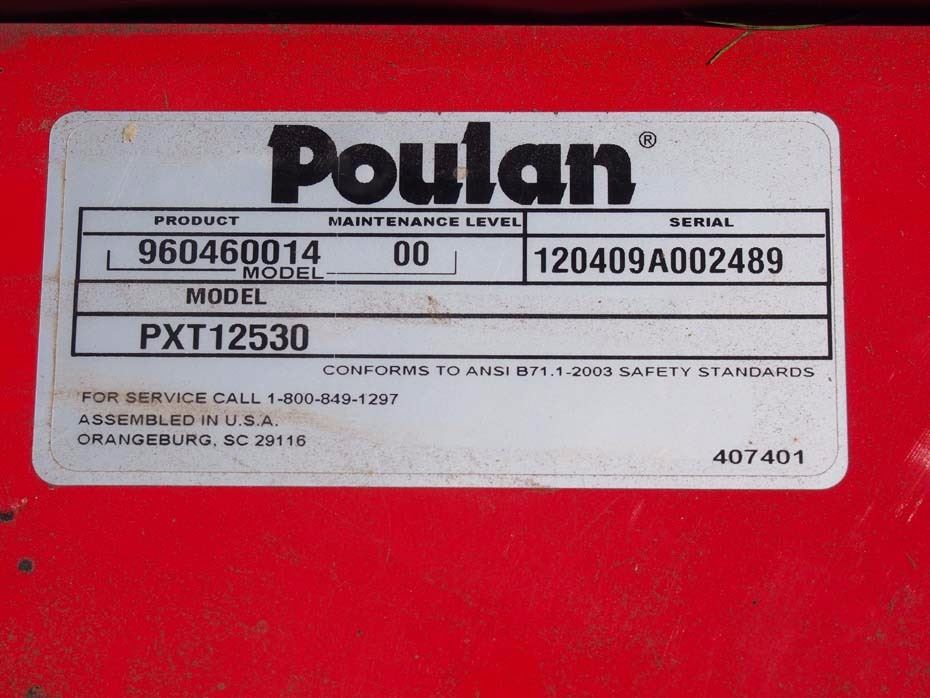 Poulan®
PRODUCT MAINTENANCE LEVEL SERIAL
960460014 00 120409A002489
MODEL
MODEL
PXT12530
CONFORMS TO ANSI B71.1-2003 SAFETY STANDARDS
FOR SERVICE CALL 1-800-849-1297
ASSEMBLED IN U.S.A.
ORANGEBURG, SC 29116
407401